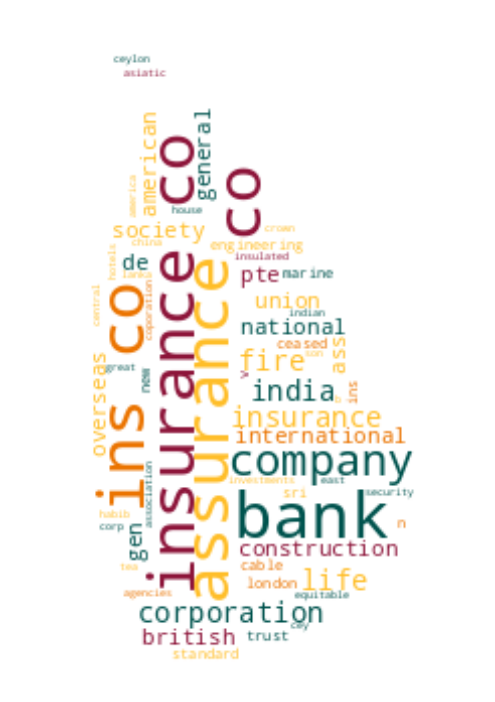 ceylon
asiatic
american
insurance co
general
co
america
house
society
crown
china
engineering
hotels
de
insulated
lanka
pte
marine
central
ins co
coporation
assurance
union
indian
national
ceased
ass
fire
son
overseas
great
new
v
india
ins
b
insurance
international
company
association
investments
east
sri
security
habib
corp
bank
n
gen
construction
tea
cable
london
life
agencies
equitable
corporation
cey
british
trust
standard